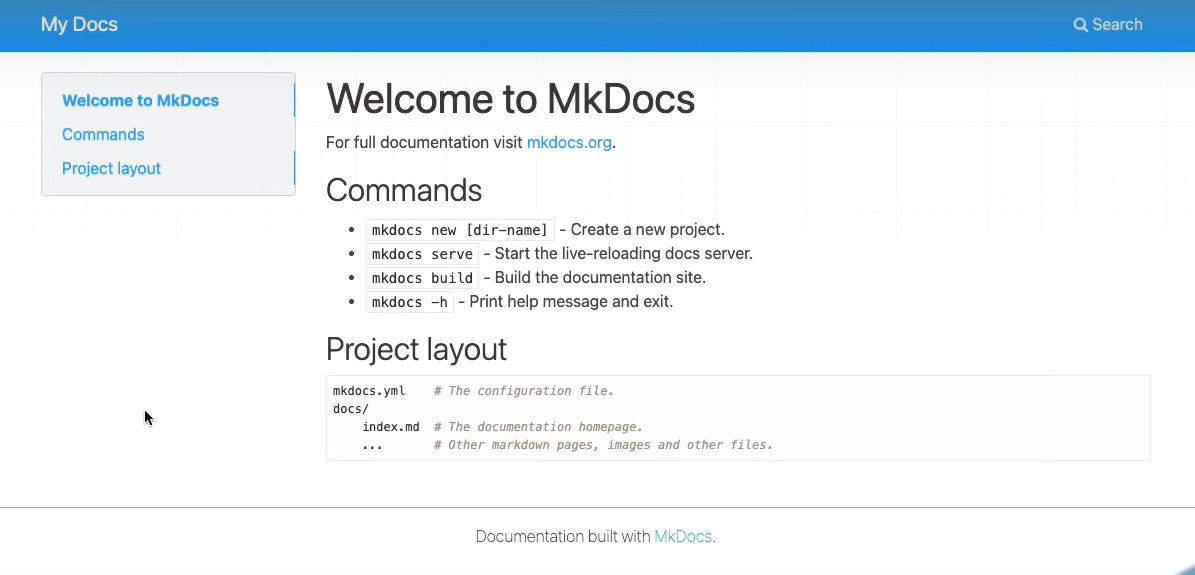 My Docs
Search
Welcome to MkDocs
Commands
Project layout
Welcome to MkDocs
For full documentation visit mkdocs.org.
Commands
• mkdocs new [dir-name] - Create a new project.
• mkdocs serve - Start the live-reloading docs server.
• mkdocs build - Build the documentation site.
• mkdocs -h - Print help message and exit.
Project layout
mkdocs.yml    # The configuration file.
docs/
    index.md  # The documentation homepage.
    ...       # Other markdown pages, images and other files.
Documentation built with MkDocs.